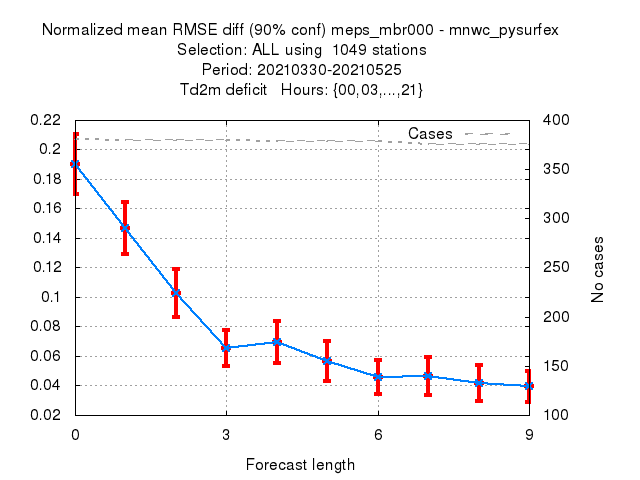 Normalized mean RMSE diff (90% conf) meps_mbr000 - mnwc_pysurfex
Selection: ALL using  1049 stations
Period: 20210330-20210525
Td2m deficit   Hours: {00,03,...,21}
Cases
0.22
0.2
0.18
0.16
0.14
0.12
0.1
0.08
0.06
0.04
0.02
400
350
300
250
200
150
100
No cases
0 3 6 9
Forecast length